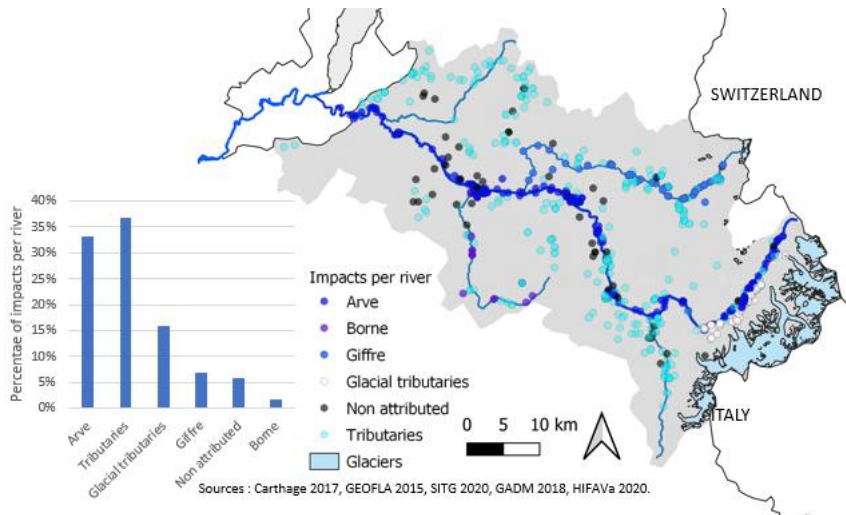 SWITZERLAND
ITALY
Percentae of impacts per river
40%
35%
30%
25%
20%
15%
10%
5%
0%
Arve
Tributaries
Glacial tributaries
Giffre
Non attributed
Borne
Impacts per river
Arve
Borne
Giffre
Glacial tributaries
Non attributed
Tributaries
Glaciers
0 5 10 km
Sources : Carthage 2017, GEOFLA 2015, SITG 2020, GADM 2018, HIFAVa 2020.